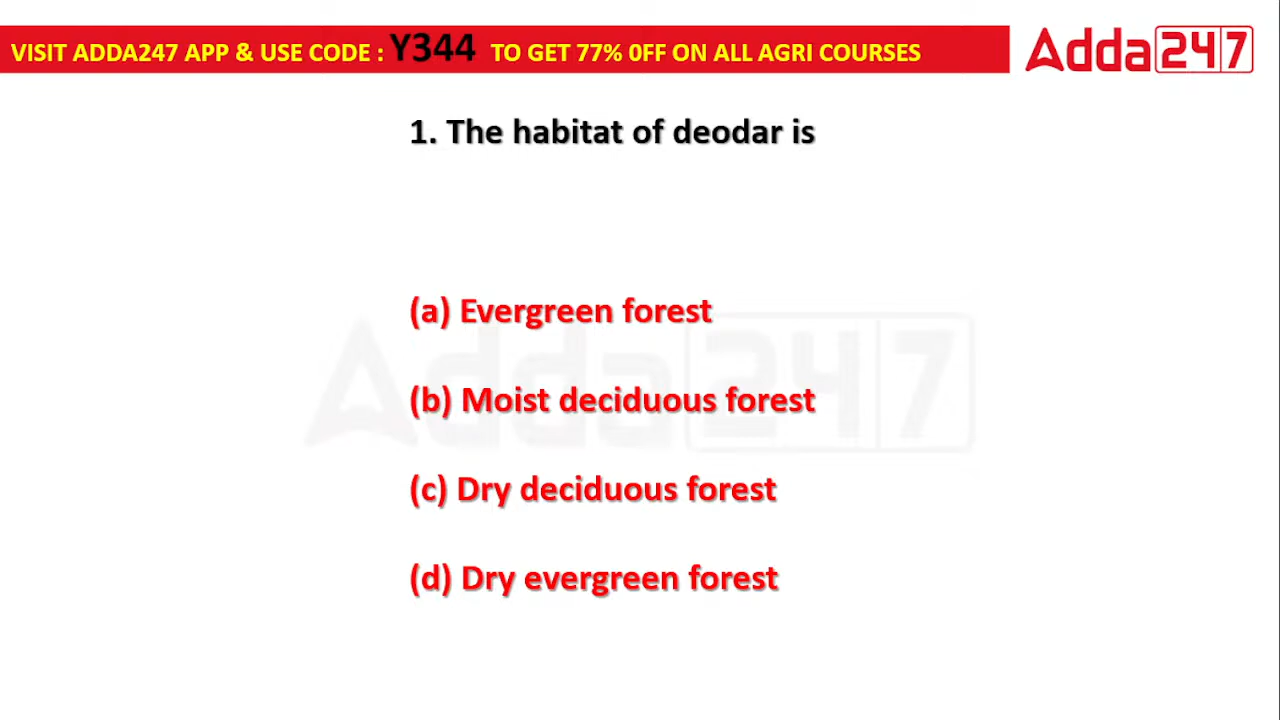 VISIT ADDA247 APP & USE CODE : Y344 TO GET 77% 0FF ON ALL AGRI COURSES
Adda247
1. The habitat of deodar is
(a) Evergreen forest
(b) Moist deciduous forest
(c) Dry deciduous forest
(d) Dry evergreen forest
Adda247